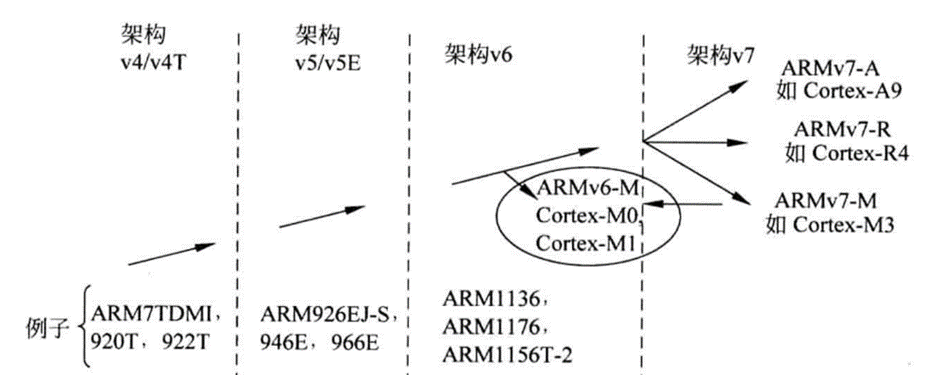 架构
v4/v4T
架构
v5/v5E
架构v6
架构v7
ARMv7-A
如 Cortex-A9
ARMv7-R
如 Cortex-R4
ARMv7-M
如 Cortex-M3
ARMv6-M
Cortex-M0,
Cortex-M1
例子
ARM7TDMI，
920T，922T
ARM926EJ-S，
946E，966E
ARM1136，
ARM1176，
ARM1156T-2